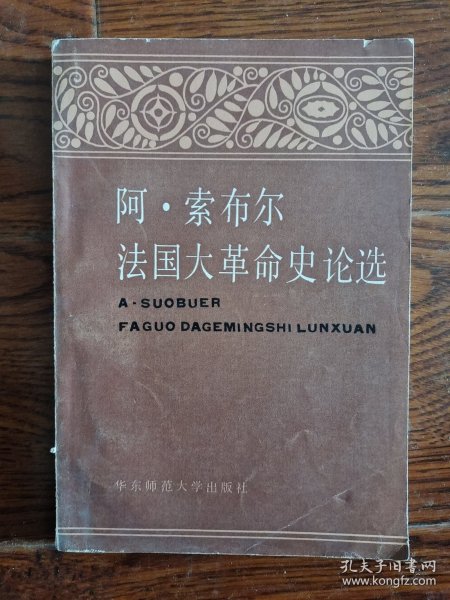 阿·索布尔
法国大革命史论选
A·SUOBUER
FAGUO DAGEMINGSHI LUNXUAN
华东师范大学出版社
孔夫子旧书网
www.kongfz.com